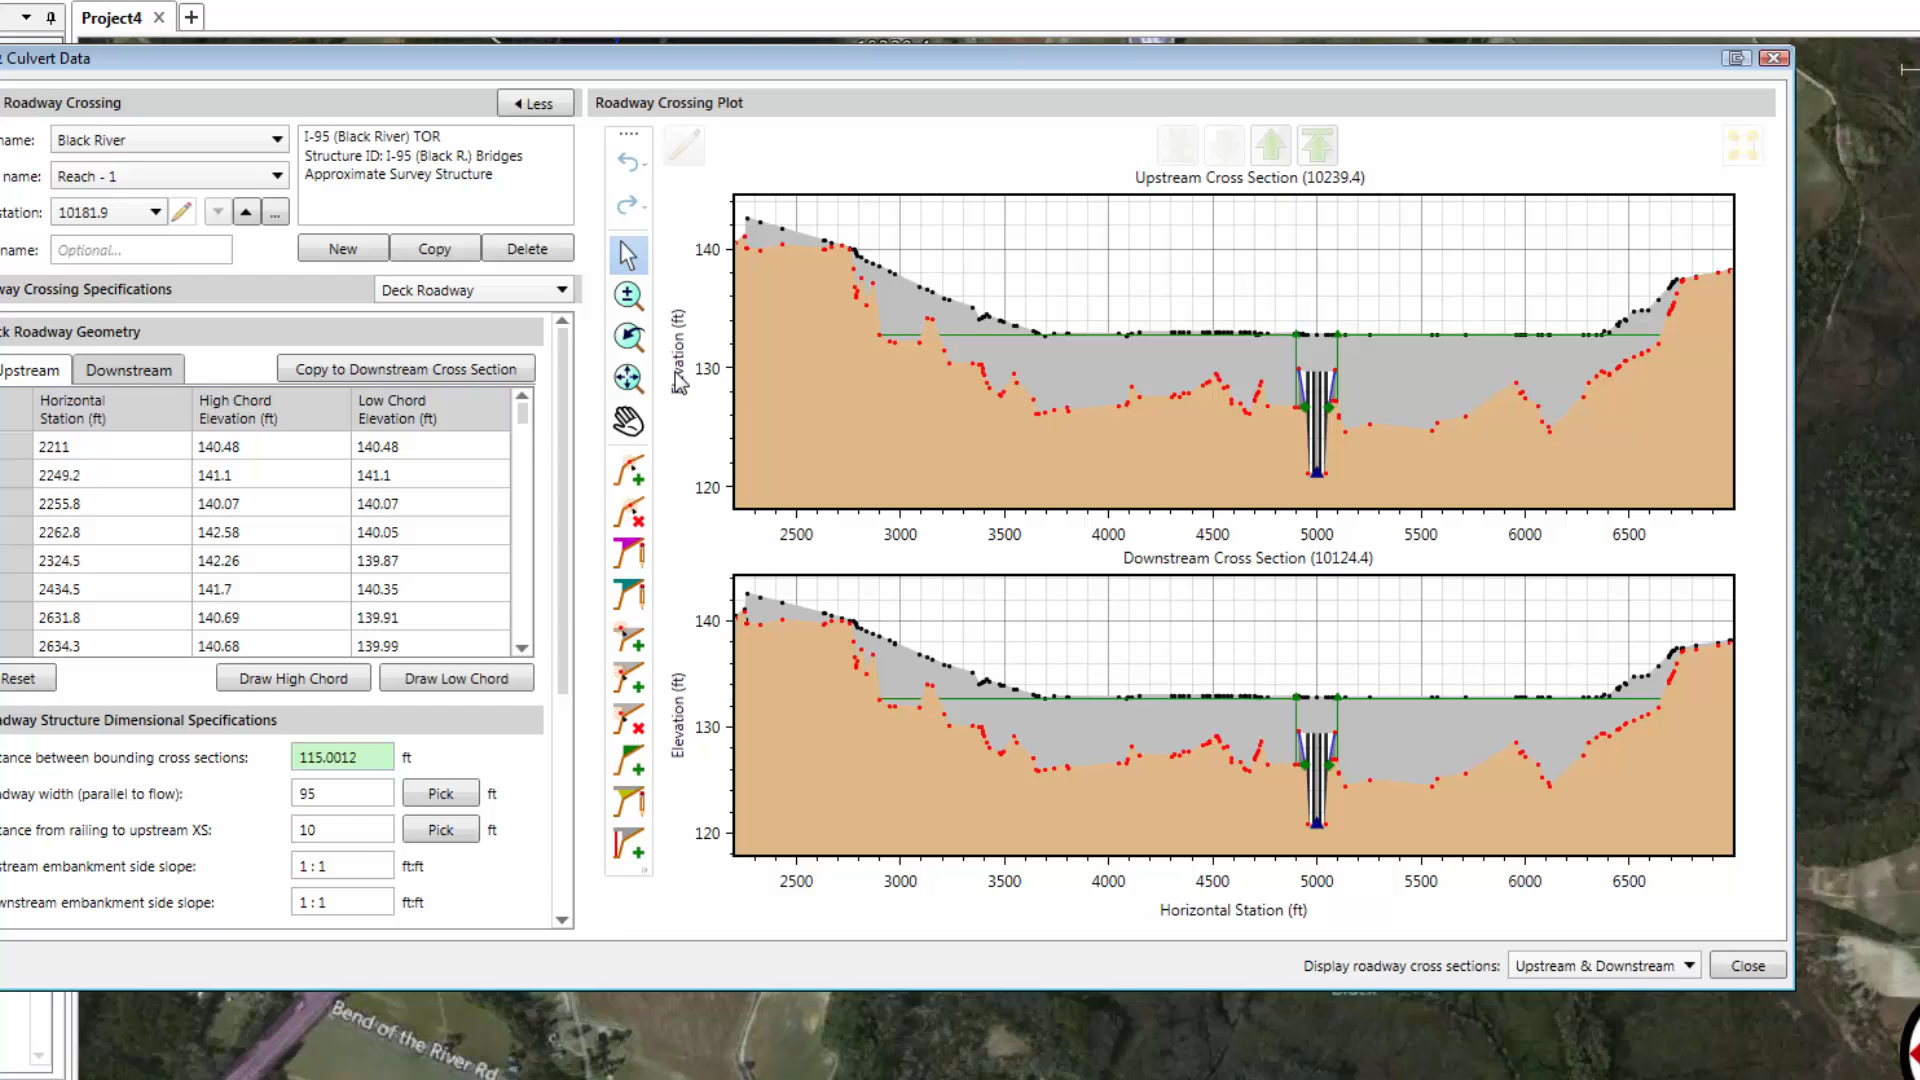 Project4
Culvert Data
Roadway Crossing
Less
Roadway Crossing Plot
name:
Black River
I-95 (Black River) TOR
Structure ID: I-95 (Black R.) Bridges
Approximate Survey Structure
name:
Reach - 1
station:
10181.9
...
name:
Optional...
New
Copy
Delete
way Crossing Specifications
Deck Roadway
ck Roadway Geometry
Upstream
Downstream
Copy to Downstream Cross Section
Horizontal Station (ft)
High Chord Elevation (ft)
Low Chord Elevation (ft)
2211 140.48 140.48
2249.2 141.1 141.1
2255.8 140.07 140.07
2262.8 142.58 140.05
2324.5 142.26 139.87
2434.5 141.7 140.35
2631.8 140.69 139.91
2634.3 140.68 139.99
Reset
Draw High Chord
Draw Low Chord
adway Structure Dimensional Specifications
tance between bounding cross sections: 115.0012 ft
adway width (parallel to flow): 95 Pick ft
tance from railing to upstream XS: 10 Pick ft
stream embankment side slope: 1 : 1 ft:ft
wnstream embankment side slope: 1 : 1 ft:ft
Upstream Cross Section (10239.4)
Elevation (ft)
140
130
120
2500 3000 3500 4000 4500 5000 5500 6000 6500
Downstream Cross Section (10124.4)
Elevation (ft)
140
130
120
2500 3000 3500 4000 4500 5000 5500 6000 6500
Horizontal Station (ft)
Display roadway cross sections: Upstream & Downstream
Close
Bend of the River Rd